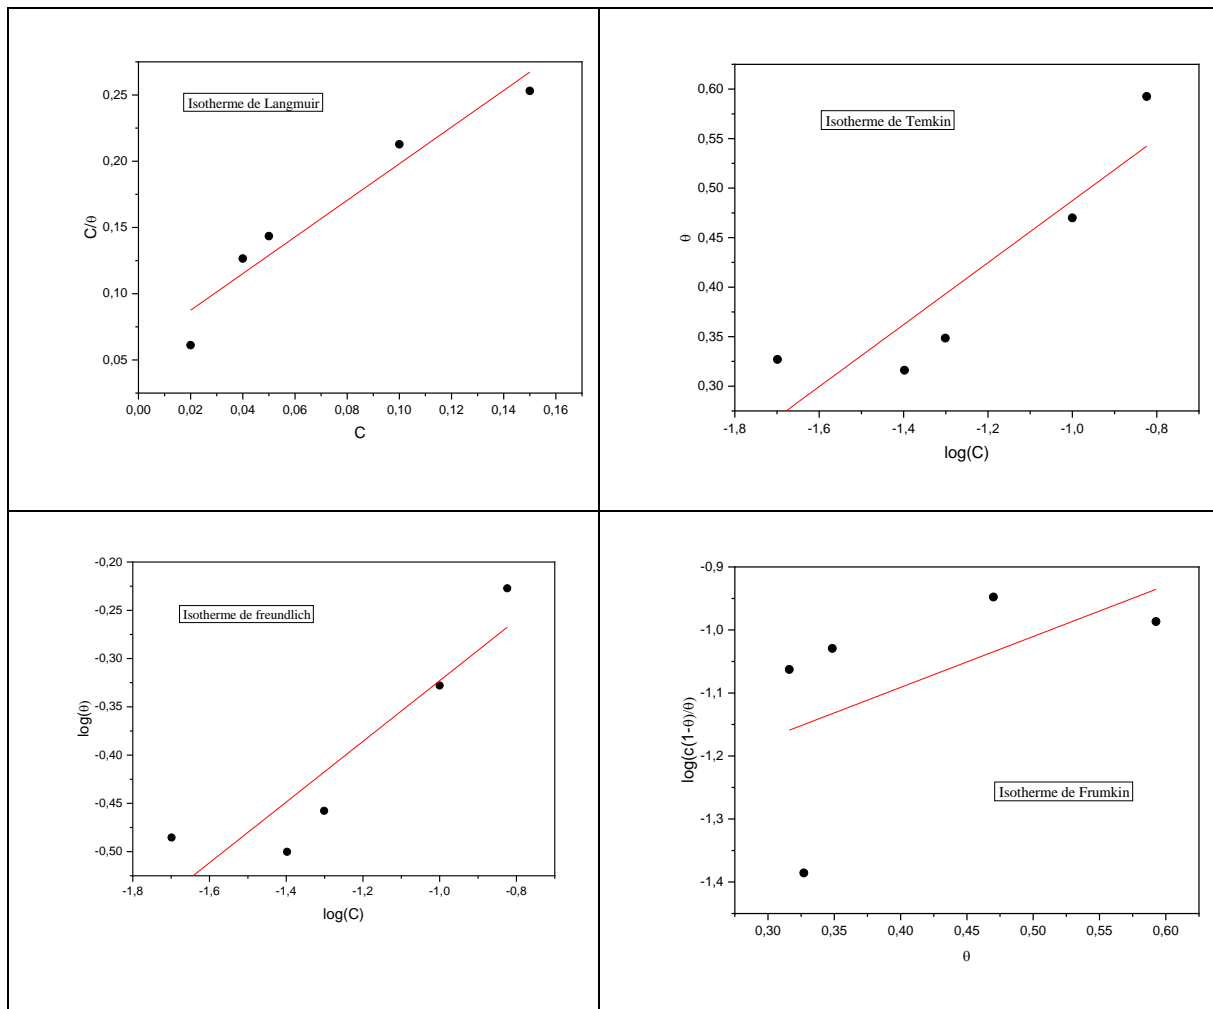 Isotherme de Langmuir
C/θ
0,25
0,20
0,15
0,10
0,05
0,00 0,02 0,04 0,06 0,08 0,10 0,12 0,14 0,16
C
Isotherme de Temkin
θ
0,60
0,55
0,50
0,45
0,40
0,35
0,30
-1,8 -1,6 -1,4 -1,2 -1,0 -0,8
log(C)
Isotherme de freundlich
log(θ)
-0,20
-0,25
-0,30
-0,35
-0,40
-0,45
-0,50
-1,8 -1,6 -1,4 -1,2 -1,0 -0,8
log(C)
log(c(1-θ)/θ)
-0,9
-1,0
-1,1
-1,2
-1,3
-1,4
Isotherme de Frumkin
0,30 0,35 0,40 0,45 0,50 0,55 0,60
θ